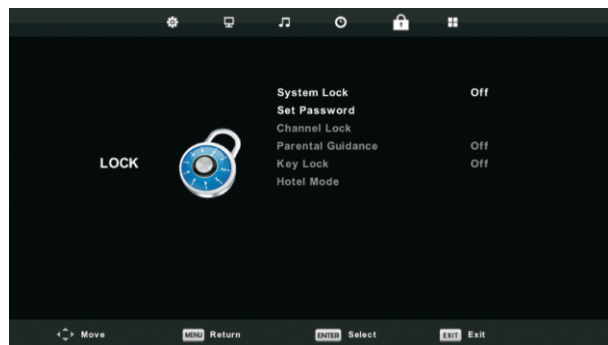 System Lock Off
Set Password
Channel Lock
Parental Guidance Off
Key Lock Off
Hotel Mode
LOCK
Move MENU Return ENTER Select EXIT Exit